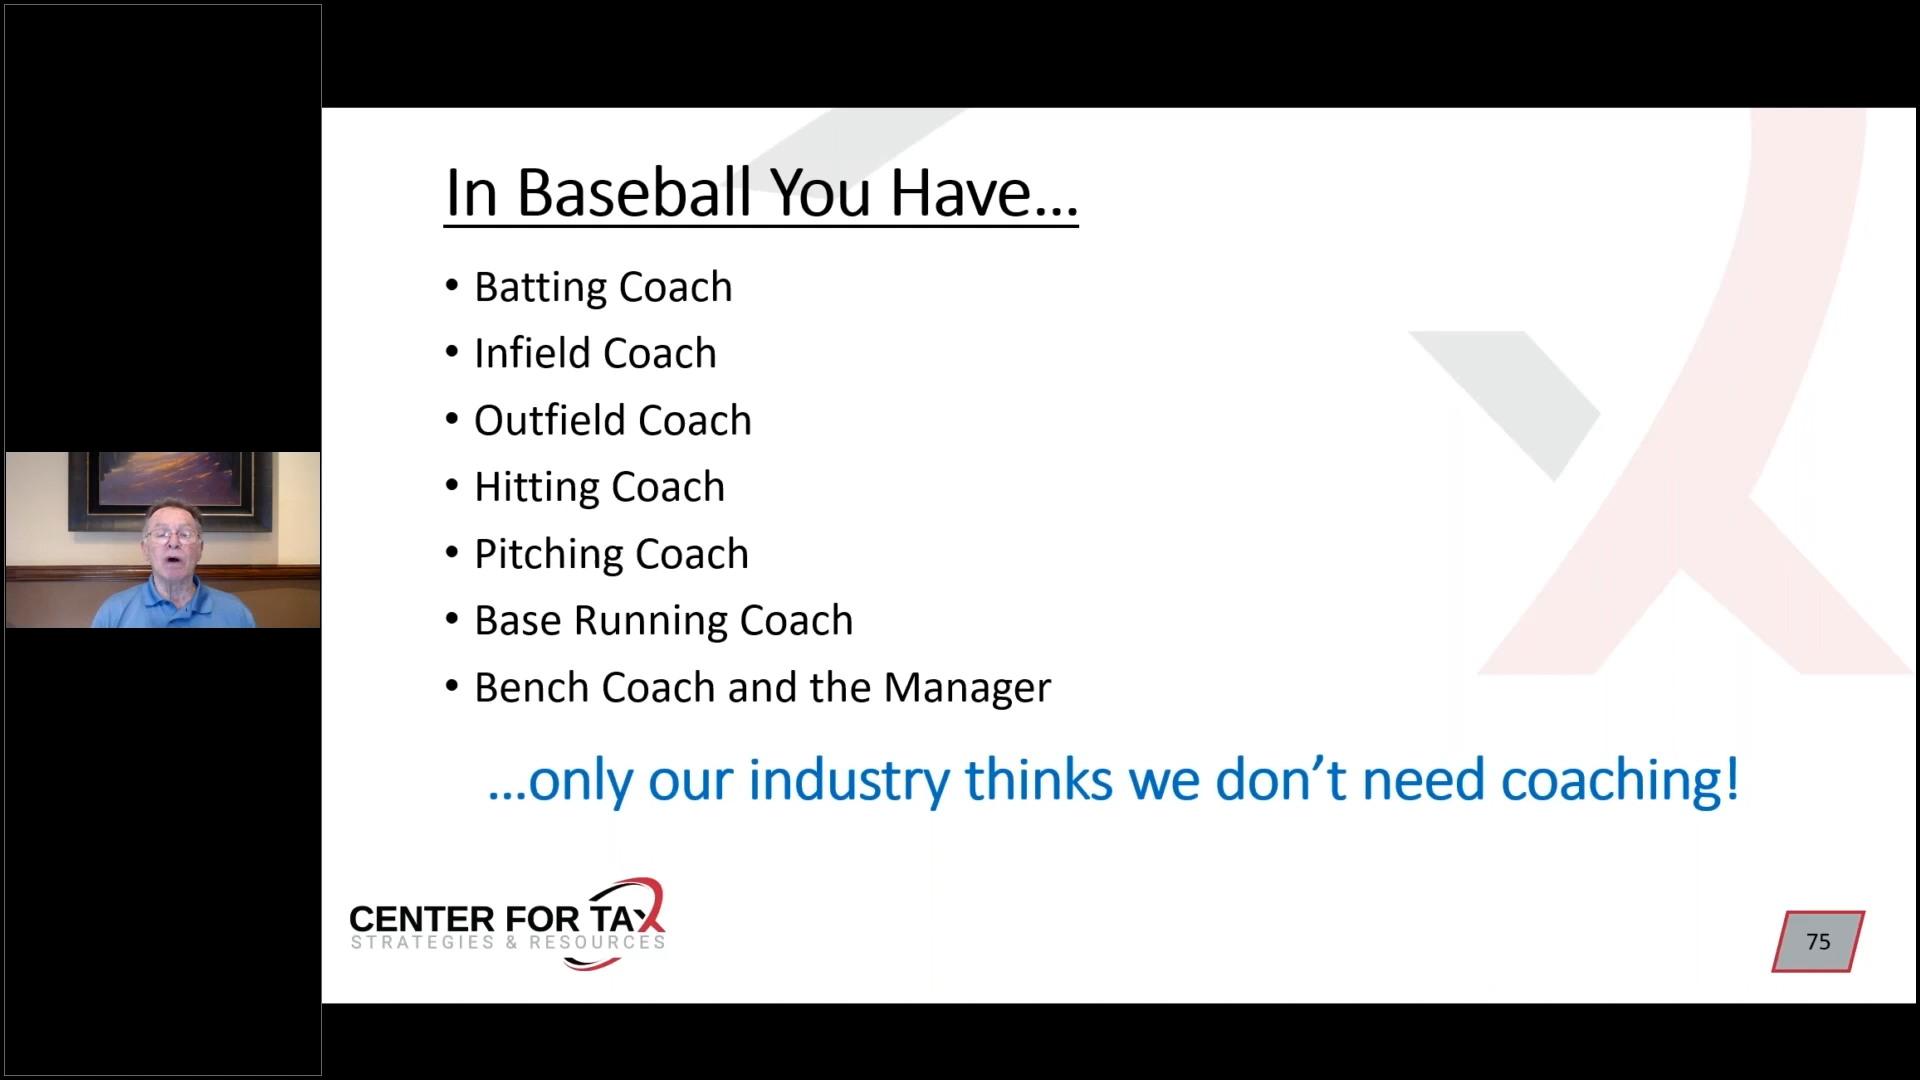 In Baseball You Have...
• Batting Coach
• Infield Coach
• Outfield Coach
• Hitting Coach
• Pitching Coach
• Base Running Coach
• Bench Coach and the Manager
...only our industry thinks we don't need coaching!
CENTER FOR TAX
STRATEGIES & RESOURCES
75